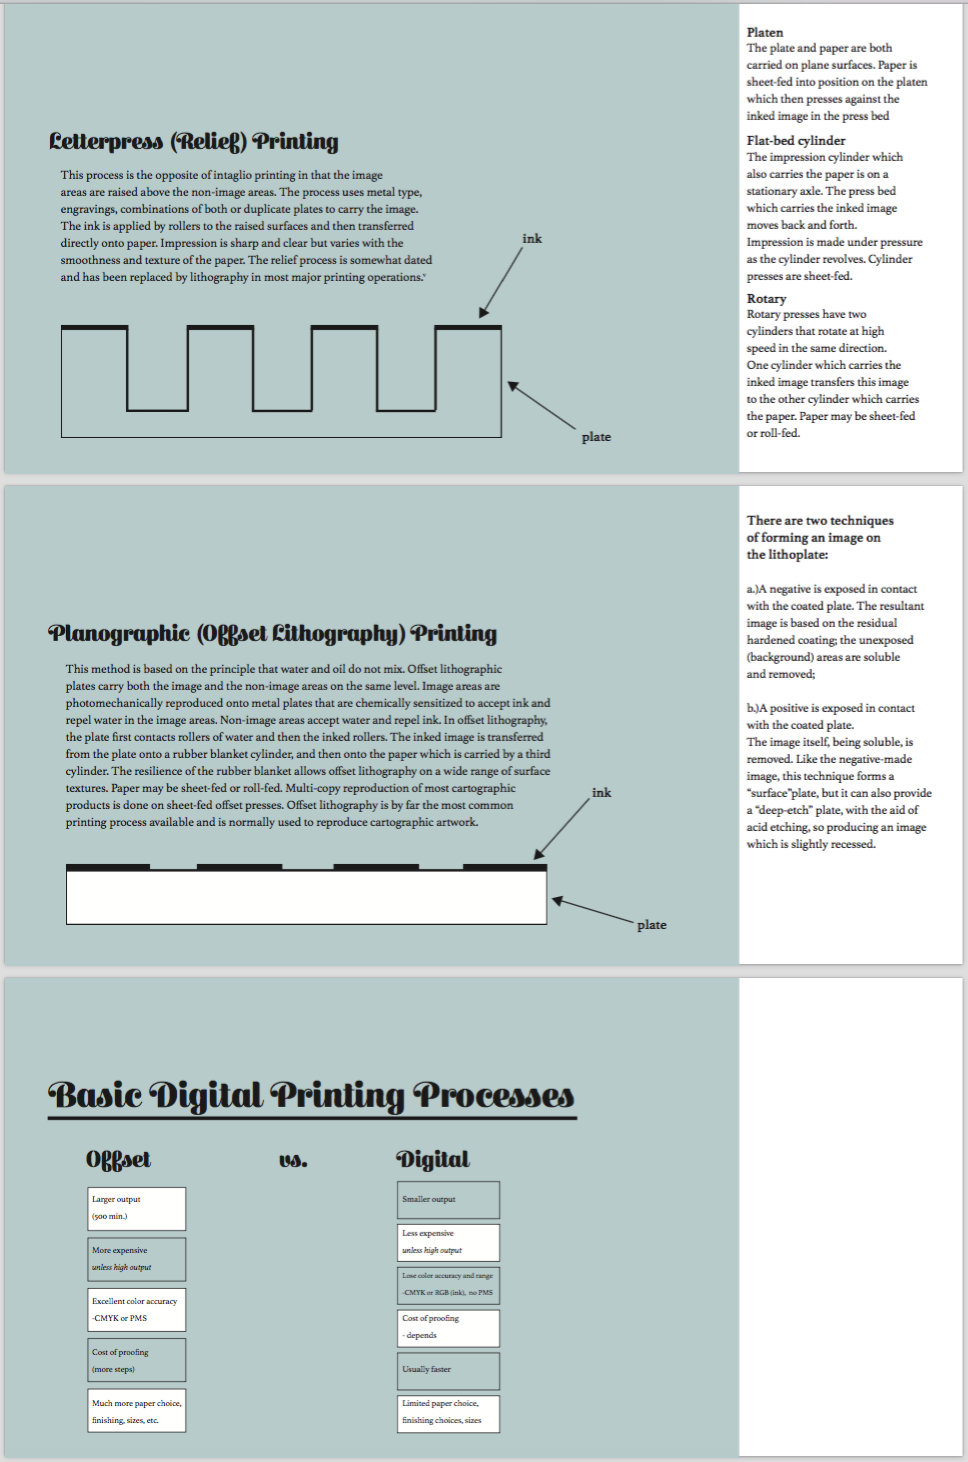 Letterpress (Relief) Printing
This process is the opposite of intaglio printing in that the image
areas are raised above the non-image areas. The process uses metal type,
engravings, combinations of both or duplicate plates to carry the image.
The ink is applied by rollers to the raised surfaces and then transferred
directly onto paper. Impression is sharp and clear but varies with the
smoothness and texture of the paper. The relief process is somewhat dated
and has been replaced by lithography in most major printing operations.v
ink
plate
Platen
The plate and paper are both
carried on plane surfaces. Paper is
sheet-fed into position on the platen
which then presses against the
inked image in the press bed
Flat-bed cylinder
The impression cylinder which
also carries the paper is on a
stationary axle. The press bed
which carries the inked image
moves back and forth.
Impression is made under pressure
as the cylinder revolves. Cylinder
presses are sheet-fed.
Rotary
Rotary presses have two
cylinders that rotate at high
speed in the same direction.
One cylinder which carries the
inked image transfers this image
to the other cylinder which carries
the paper. Paper may be sheet-fed
or roll-fed.
Planographic (Offset Lithography) Printing
This method is based on the principle that water and oil do not mix. Offset lithographic
plates carry both the image and the non-image areas on the same level. Image areas are
photomechanically reproduced onto metal plates that are chemically sensitized to accept ink and
repel water in the image areas. Non-image areas accept water and repel ink. In offset lithography,
the plate first contacts rollers of water and then the inked rollers. The inked image is transferred
from the plate onto a rubber blanket cylinder, and then onto the paper which is carried by a third
cylinder. The resilience of the rubber blanket allows offset lithography on a wide range of surface
textures. Paper may be sheet-fed or roll-fed. Multi-copy reproduction of most cartographic
products is done on sheet-fed offset presses. Offset lithography is by far the most common
printing process available and is normally used to reproduce cartographic artwork.
ink
plate
There are two techniques
of forming an image on
the lithoplate:
a.)A negative is exposed in contact
with the coated plate. The resultant
image is based on the residual
hardened coating; the unexposed
(background) areas are soluble
and removed;
b.)A positive is exposed in contact
with the coated plate.
The image itself, being soluble, is
removed. Like the negative-made
image, this technique forms a
“surface”plate, but it can also provide
a “deep-etch” plate, with the aid of
acid etching, so producing an image
which is slightly recessed.
Basic Digital Printing Processes
Offset vs. Digital
Larger output
(500 min.)
More expensive
unless high output
Excellent color accuracy
-CMYK or PMS
Cost of proofing
(more steps)
Much more paper choice,
finishing, sizes, etc.
Smaller output
Less expensive
unless high output
Lose color accuracy and range
-CMYK or RGB (ink), no PMS
Cost of proofing
- depends
Usually faster
Limited paper choice,
finishing choices, sizes